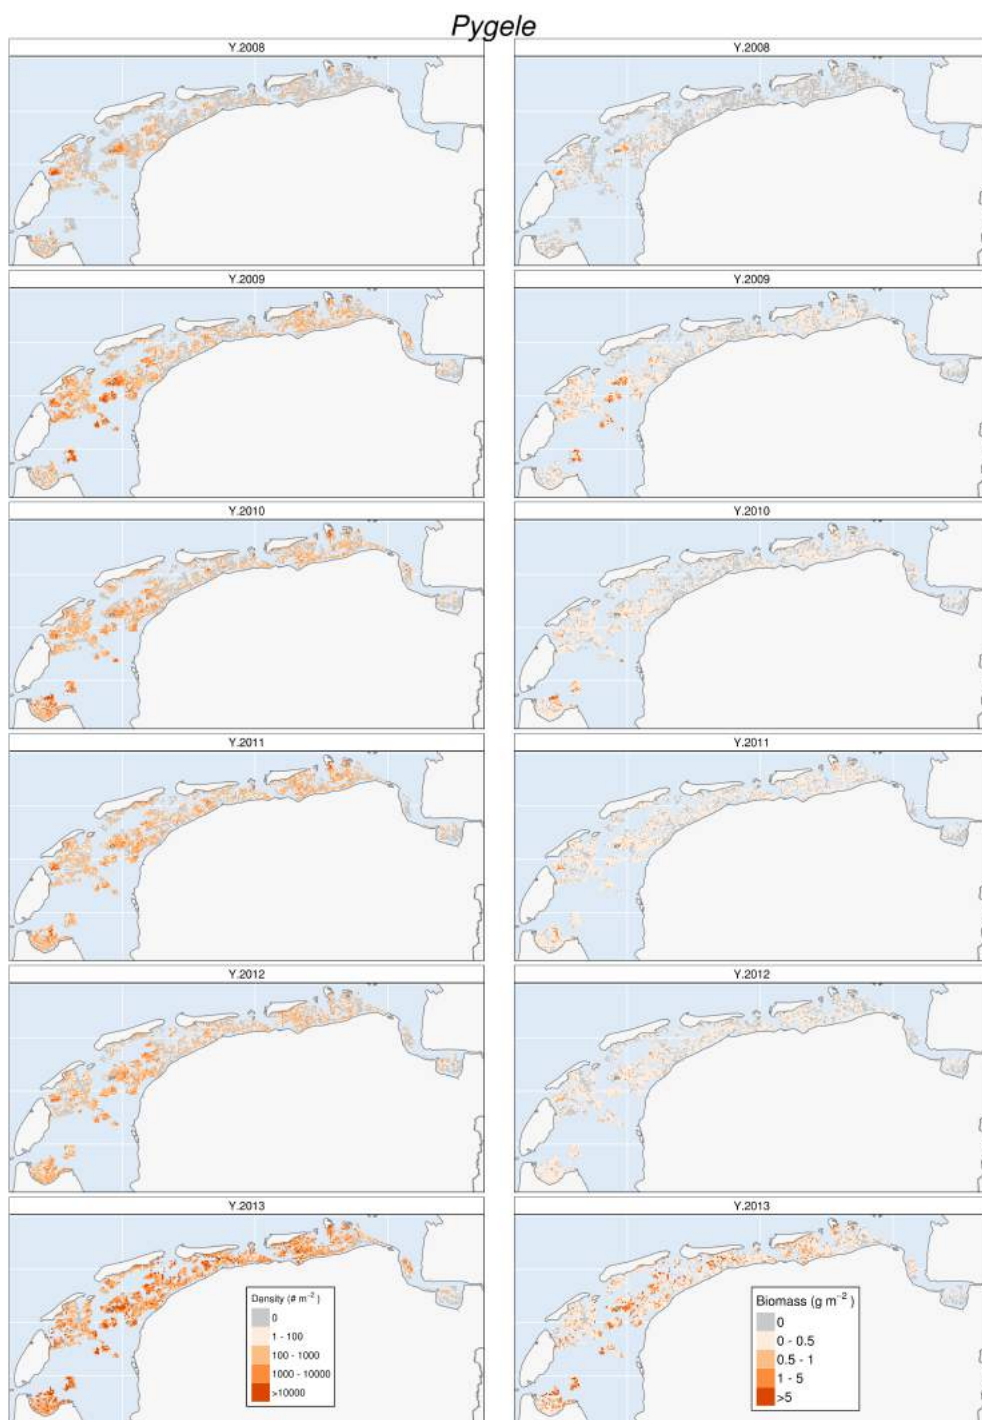 Pygele
Y.2008
Y.2008
Y.2009
Y.2009
Y.2010
Y.2010
Y.2011
Y.2011
Y.2012
Y.2012
Y.2013
Y.2013
Density (# m⁻²)
0
1 - 100
100 - 1000
1000 - 10000
>10000
Biomass (g m⁻²)
0
0 - 0.5
0.5 - 1
1 - 5
>5